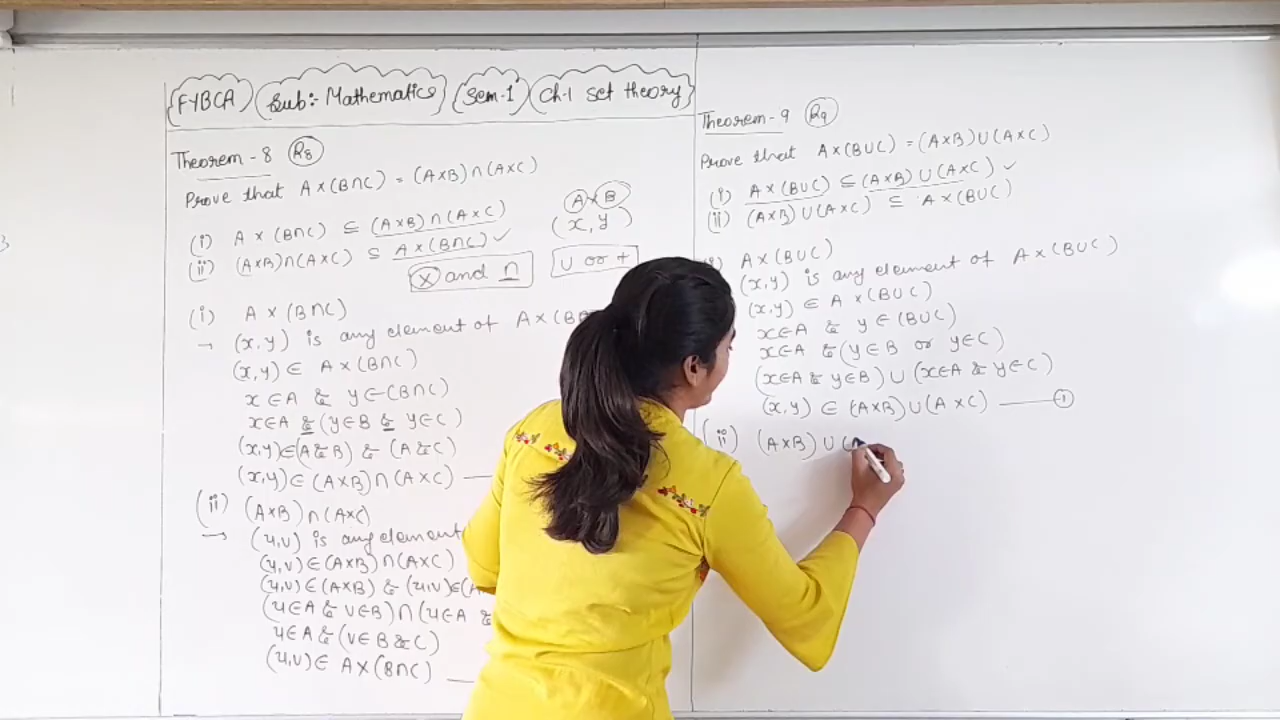 FYBCA Sub:- Mathematics Sem-1 Ch-1 Set theory
Theorem - 8 R8
Prove that A×(B∩C) = (A×B)∩(A×C)
(i) A × (B∩C) ⊆ (A×B)∩(A×C)
(ii) (A×B)∩(A×C) ⊆ A×(B∩C) ✓
A×B
(x,y)
× and ∩
∪ or +
(i) A × (B∩C)
→ (x,y) is any element of A×
(x,y) ∈ A×(B∩C)
x∈A & y∈(B∩C)
x∈A & (y∈B & y∈C)
(x,y)∈(A&B) & (A&C)
(x,y)∈(A×B)∩(A×C)
(ii) (A×B)∩(A×C)
→ (u,v) is any element
(u,v)∈(A×B)∩(A×C)
(u,v)∈(A×B) & (u,v)∈(A
(u∈A & v∈B)∩(u∈A &
u∈A & (v∈B & C)
(u,v)∈ A×(B∩C)
Theorem - 9 R9
Prove that A×(B∪C) = (A×B)∪(A×C)
(i) A×(B∪C) ⊆ (A×B)∪(A×C) ✓
(ii) (A×B)∪(A×C) ⊆ A×(B∪C)
A×(B∪C)
(x,y) is any element of A×(B∪C)
(x,y) ∈ A×(B∪C)
x∈A & y∈(B∪C)
x∈A & (y∈B or y∈C)
(x∈A & y∈B)∪(x∈A & y∈C)
(x,y) ∈ (A×B)∪(A×C) — 1
(ii) (A×B)∪(A